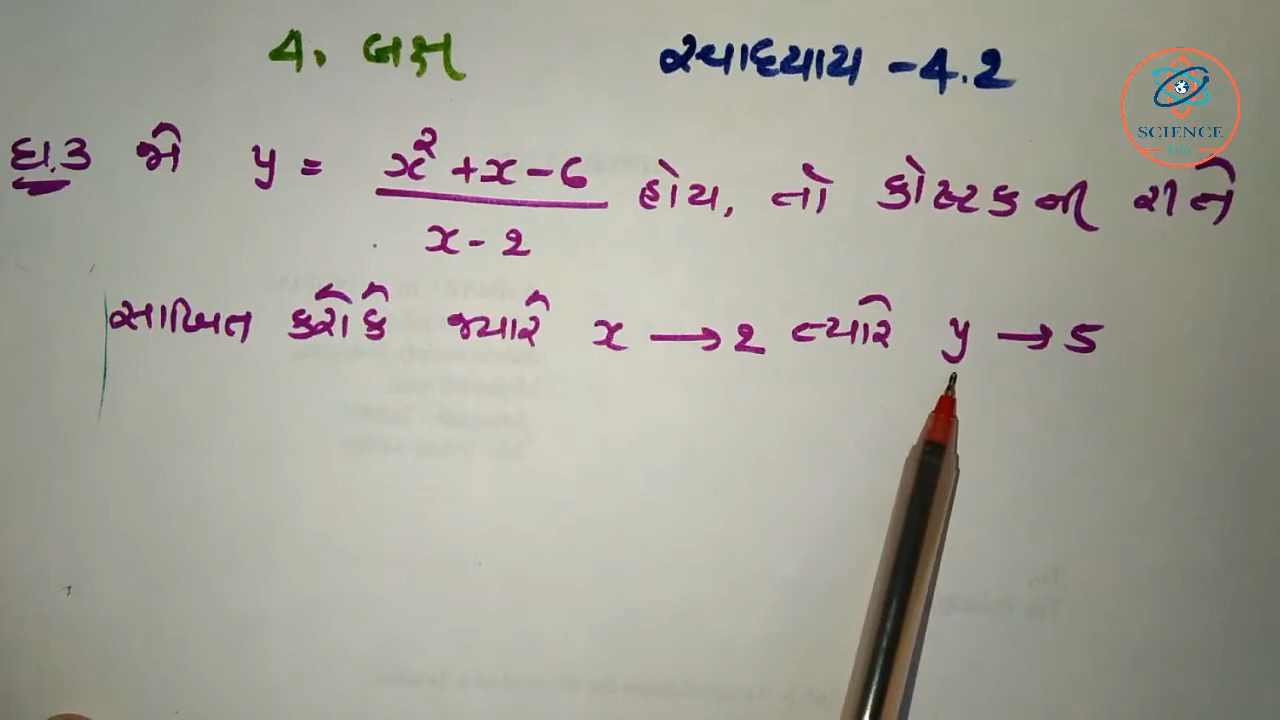 4. લક્ષ સ્વાધ્યાય - 4.2
SCIENCE
દા.3 જો y = (x² + x - 6) / (x - 2) હોય, તો કોષ્ટકની રીતે
સાબિત કરો કે જ્યારે x → 2 ત્યારે y → 5